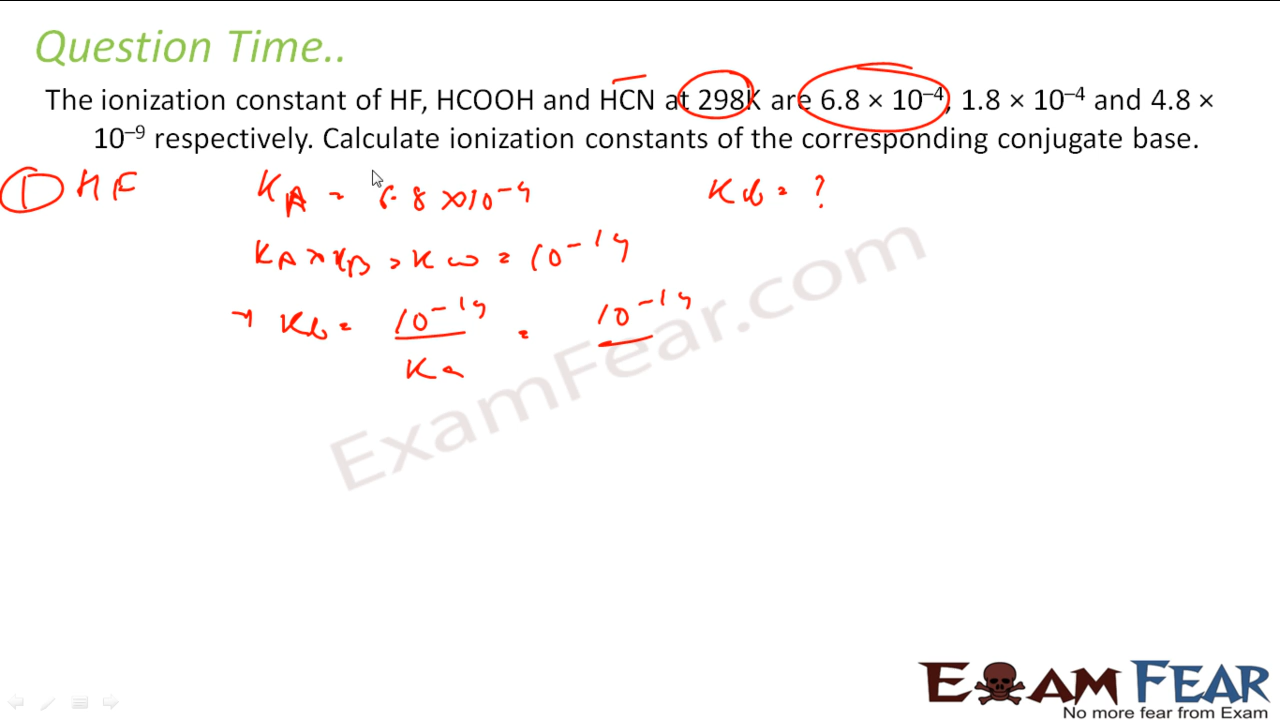 Question Time..
The ionization constant of HF, HCOOH and HCN at 298K are 6.8 × 10–4, 1.8 × 10–4 and 4.8 ×
10–9 respectively. Calculate ionization constants of the corresponding conjugate base.
① HF KA = 6.8 × 10-4 Kb = ?
KA × KB = Kw = 10-14
→ Kb = 10-14 / Ka = 10-14
ExamFear.com
EXAM FEAR
No more fear from Exam